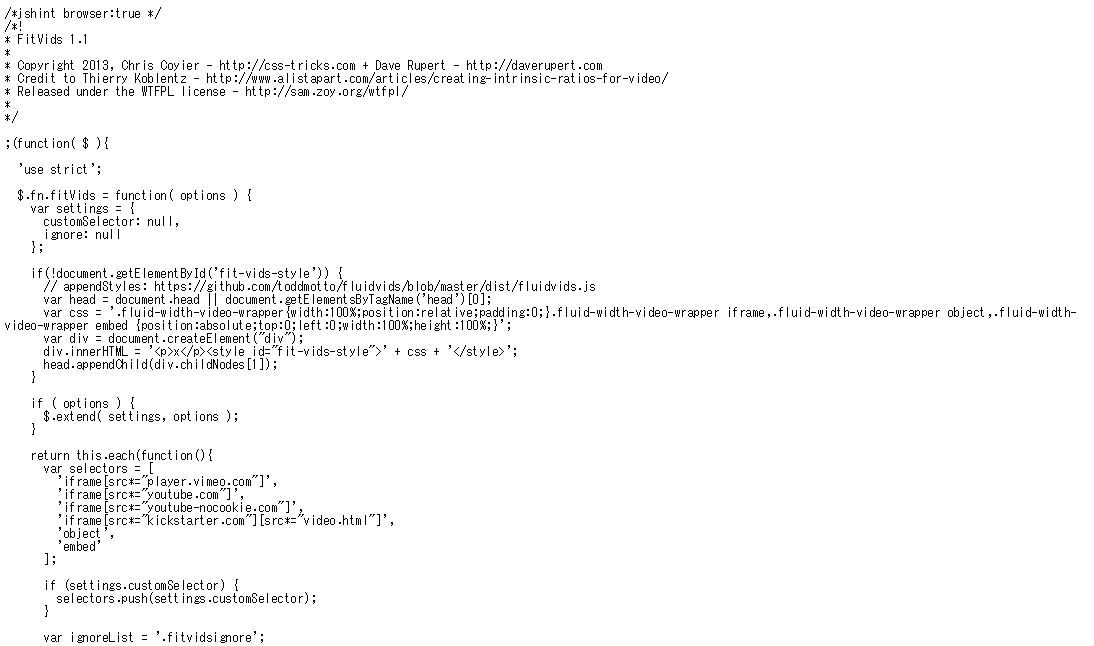 /*jshint browser:true */
/*!
* FitVids 1.1
*
* Copyright 2013, Chris Coyier - http://css-tricks.com + Dave Rupert - http://daverupert.com
* Credit to Thierry Koblentz - http://www.alistapart.com/articles/creating-intrinsic-ratios-for-video/
* Released under the WTFPL license - http://sam.zoy.org/wtfpl/
*
*/
;(function( $ ){
'use strict';
$.fn.fitVids = function( options ) {
var settings = {
customSelector: null,
ignore: null
};
if(!document.getElementById('fit-vids-style')) {
// appendStyles: https://github.com/toddmotto/fluidvids/blob/master/dist/fluidvids.js
var head = document.head || document.getElementsByTagName('head')[0];
var css = '.fluid-width-video-wrapper{width:100%;position:relative;padding:0;}.fluid-width-video-wrapper iframe,.fluid-width-video-wrapper object,.fluid-width-
video-wrapper embed {position:absolute;top:0;left:0;width:100%;height:100%;}';
var div = document.createElement("div");
div.innerHTML = '<p>x</p><style id="fit-vids-style">' + css + '</style>';
head.appendChild(div.childNodes[1]);
}
if ( options ) {
$.extend( settings, options );
}
return this.each(function(){
var selectors = [
'iframe[src*="player.vimeo.com"]',
'iframe[src*="youtube.com"]',
'iframe[src*="youtube-nocookie.com"]',
'iframe[src*="kickstarter.com"][src*="video.html"]',
'object',
'embed'
];
if (settings.customSelector) {
selectors.push(settings.customSelector);
}
var ignoreList = '.fitvidsignore';